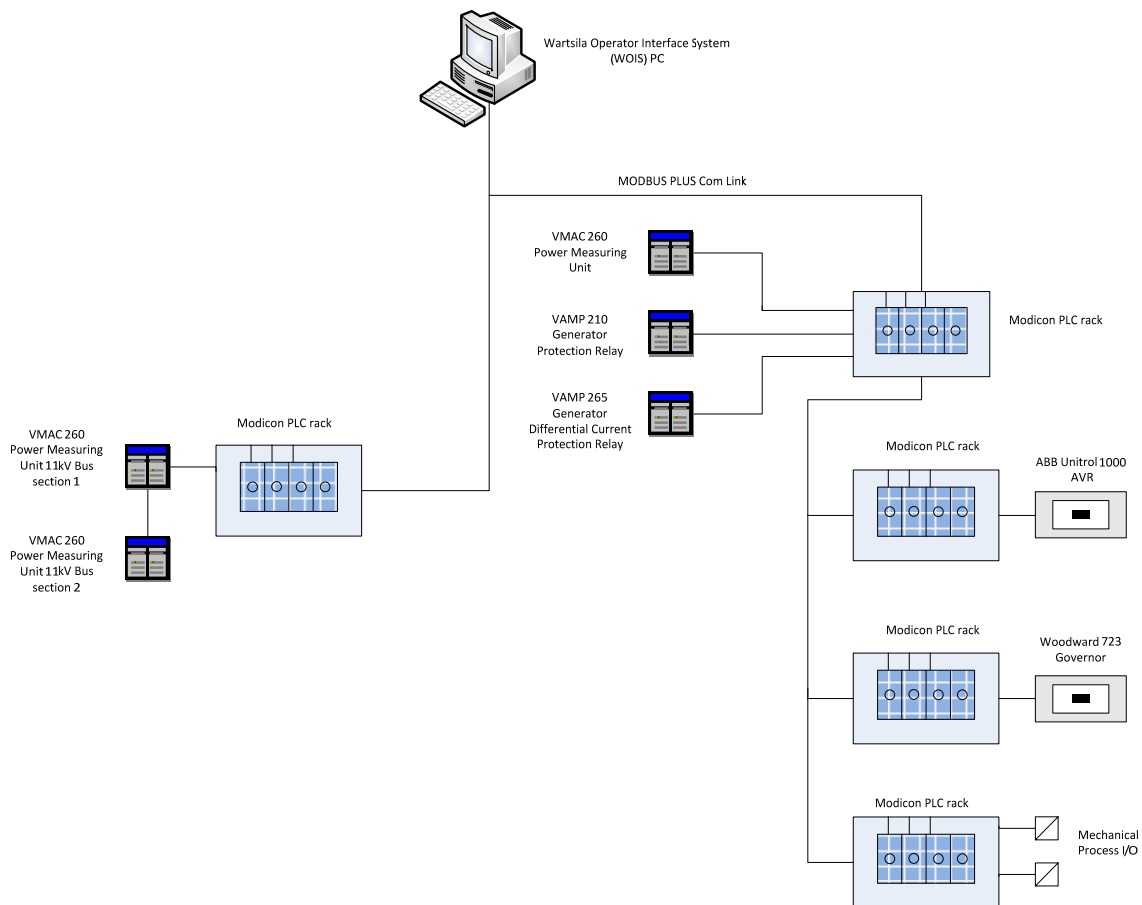 Wartsila Operator Interface System
(WOIS) PC
MODBUS PLUS Com Link
VMAC 260
Power Measuring
Unit
VAMP 210
Generator
Protection Relay
VAMP 265
Generator
Differential Current
Protection Relay
Modicon PLC rack
Modicon PLC rack
VMAC 260
Power Measuring
Unit 11kV Bus
section 1
VMAC 260
Power Measuring
Unit 11kV Bus
section 2
Modicon PLC rack
ABB Unitrol 1000
AVR
Modicon PLC rack
Woodward 723
Governor
Modicon PLC rack
Mechanical
Process I/O